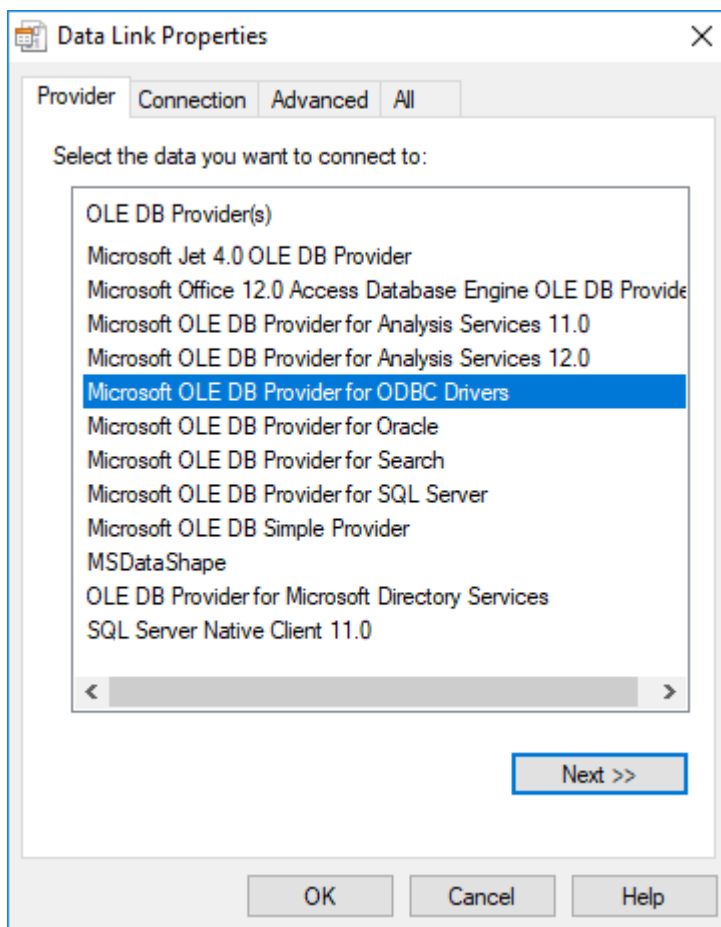 Data Link Properties
Provider Connection Advanced All
Select the data you want to connect to:
OLE DB Provider(s)
Microsoft Jet 4.0 OLE DB Provider
Microsoft Office 12.0 Access Database Engine OLE DB Provide
Microsoft OLE DB Provider for Analysis Services 11.0
Microsoft OLE DB Provider for Analysis Services 12.0
Microsoft OLE DB Provider for ODBC Drivers
Microsoft OLE DB Provider for Oracle
Microsoft OLE DB Provider for Search
Microsoft OLE DB Provider for SQL Server
Microsoft OLE DB Simple Provider
MSDataShape
OLE DB Provider for Microsoft Directory Services
SQL Server Native Client 11.0
Next >>
OK Cancel Help